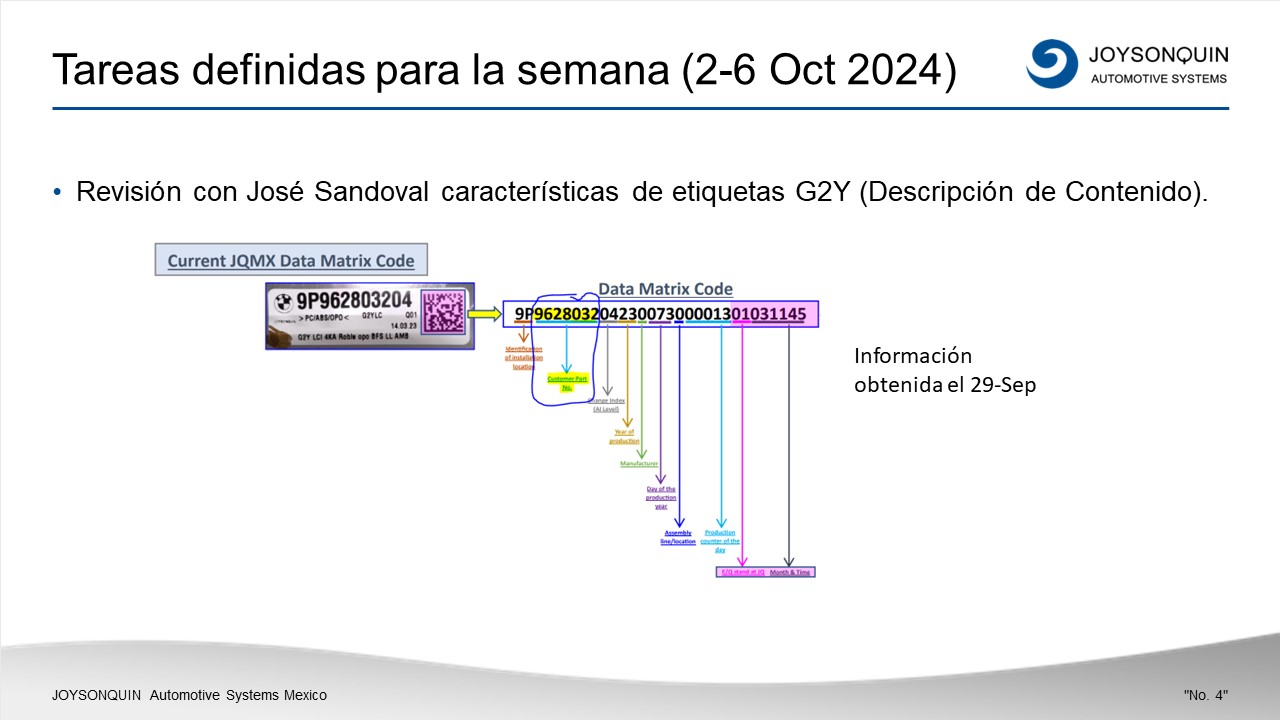 Tareas definidas para la semana (2-6 Oct 2024)
JOYSONQUIN
AUTOMOTIVE SYSTEMS
• Revisión con José Sandoval características de etiquetas G2Y (Descripción de Contenido).
Current JQMX Data Matrix Code
9P962803204
>PC/ABS/OPO< G2YLC Q01
14.03.23
G2Y LCI 4KA Roble opo BFS LL AMB
Data Matrix Code
9P96280320423007300001301031145
Identification
of installation
location
Customer Part
No.
Change Index
(AI Level)
Year of
production
Manufacturer
Day of the
production
year
Assembly
line/location
Production
counter of the
day
E/Q stand at JQ
Month & Time
Información
obtenida el 29-Sep
JOYSONQUIN Automotive Systems Mexico
"No. 4"